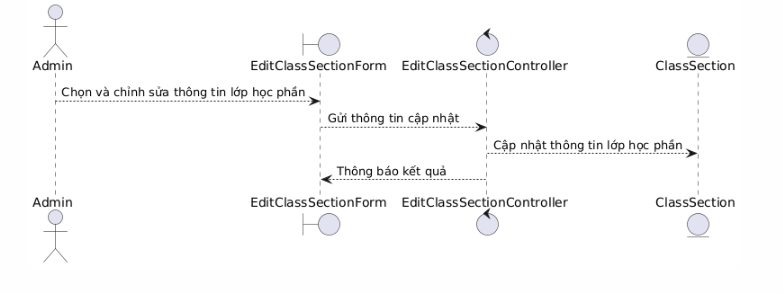 Admin
EditClassSectionForm
EditClassSectionController
ClassSection
Chọn và chỉnh sửa thông tin lớp học phần
Gửi thông tin cập nhật
Cập nhật thông tin lớp học phần
Thông báo kết quả
Admin
EditClassSectionForm
EditClassSectionController
ClassSection